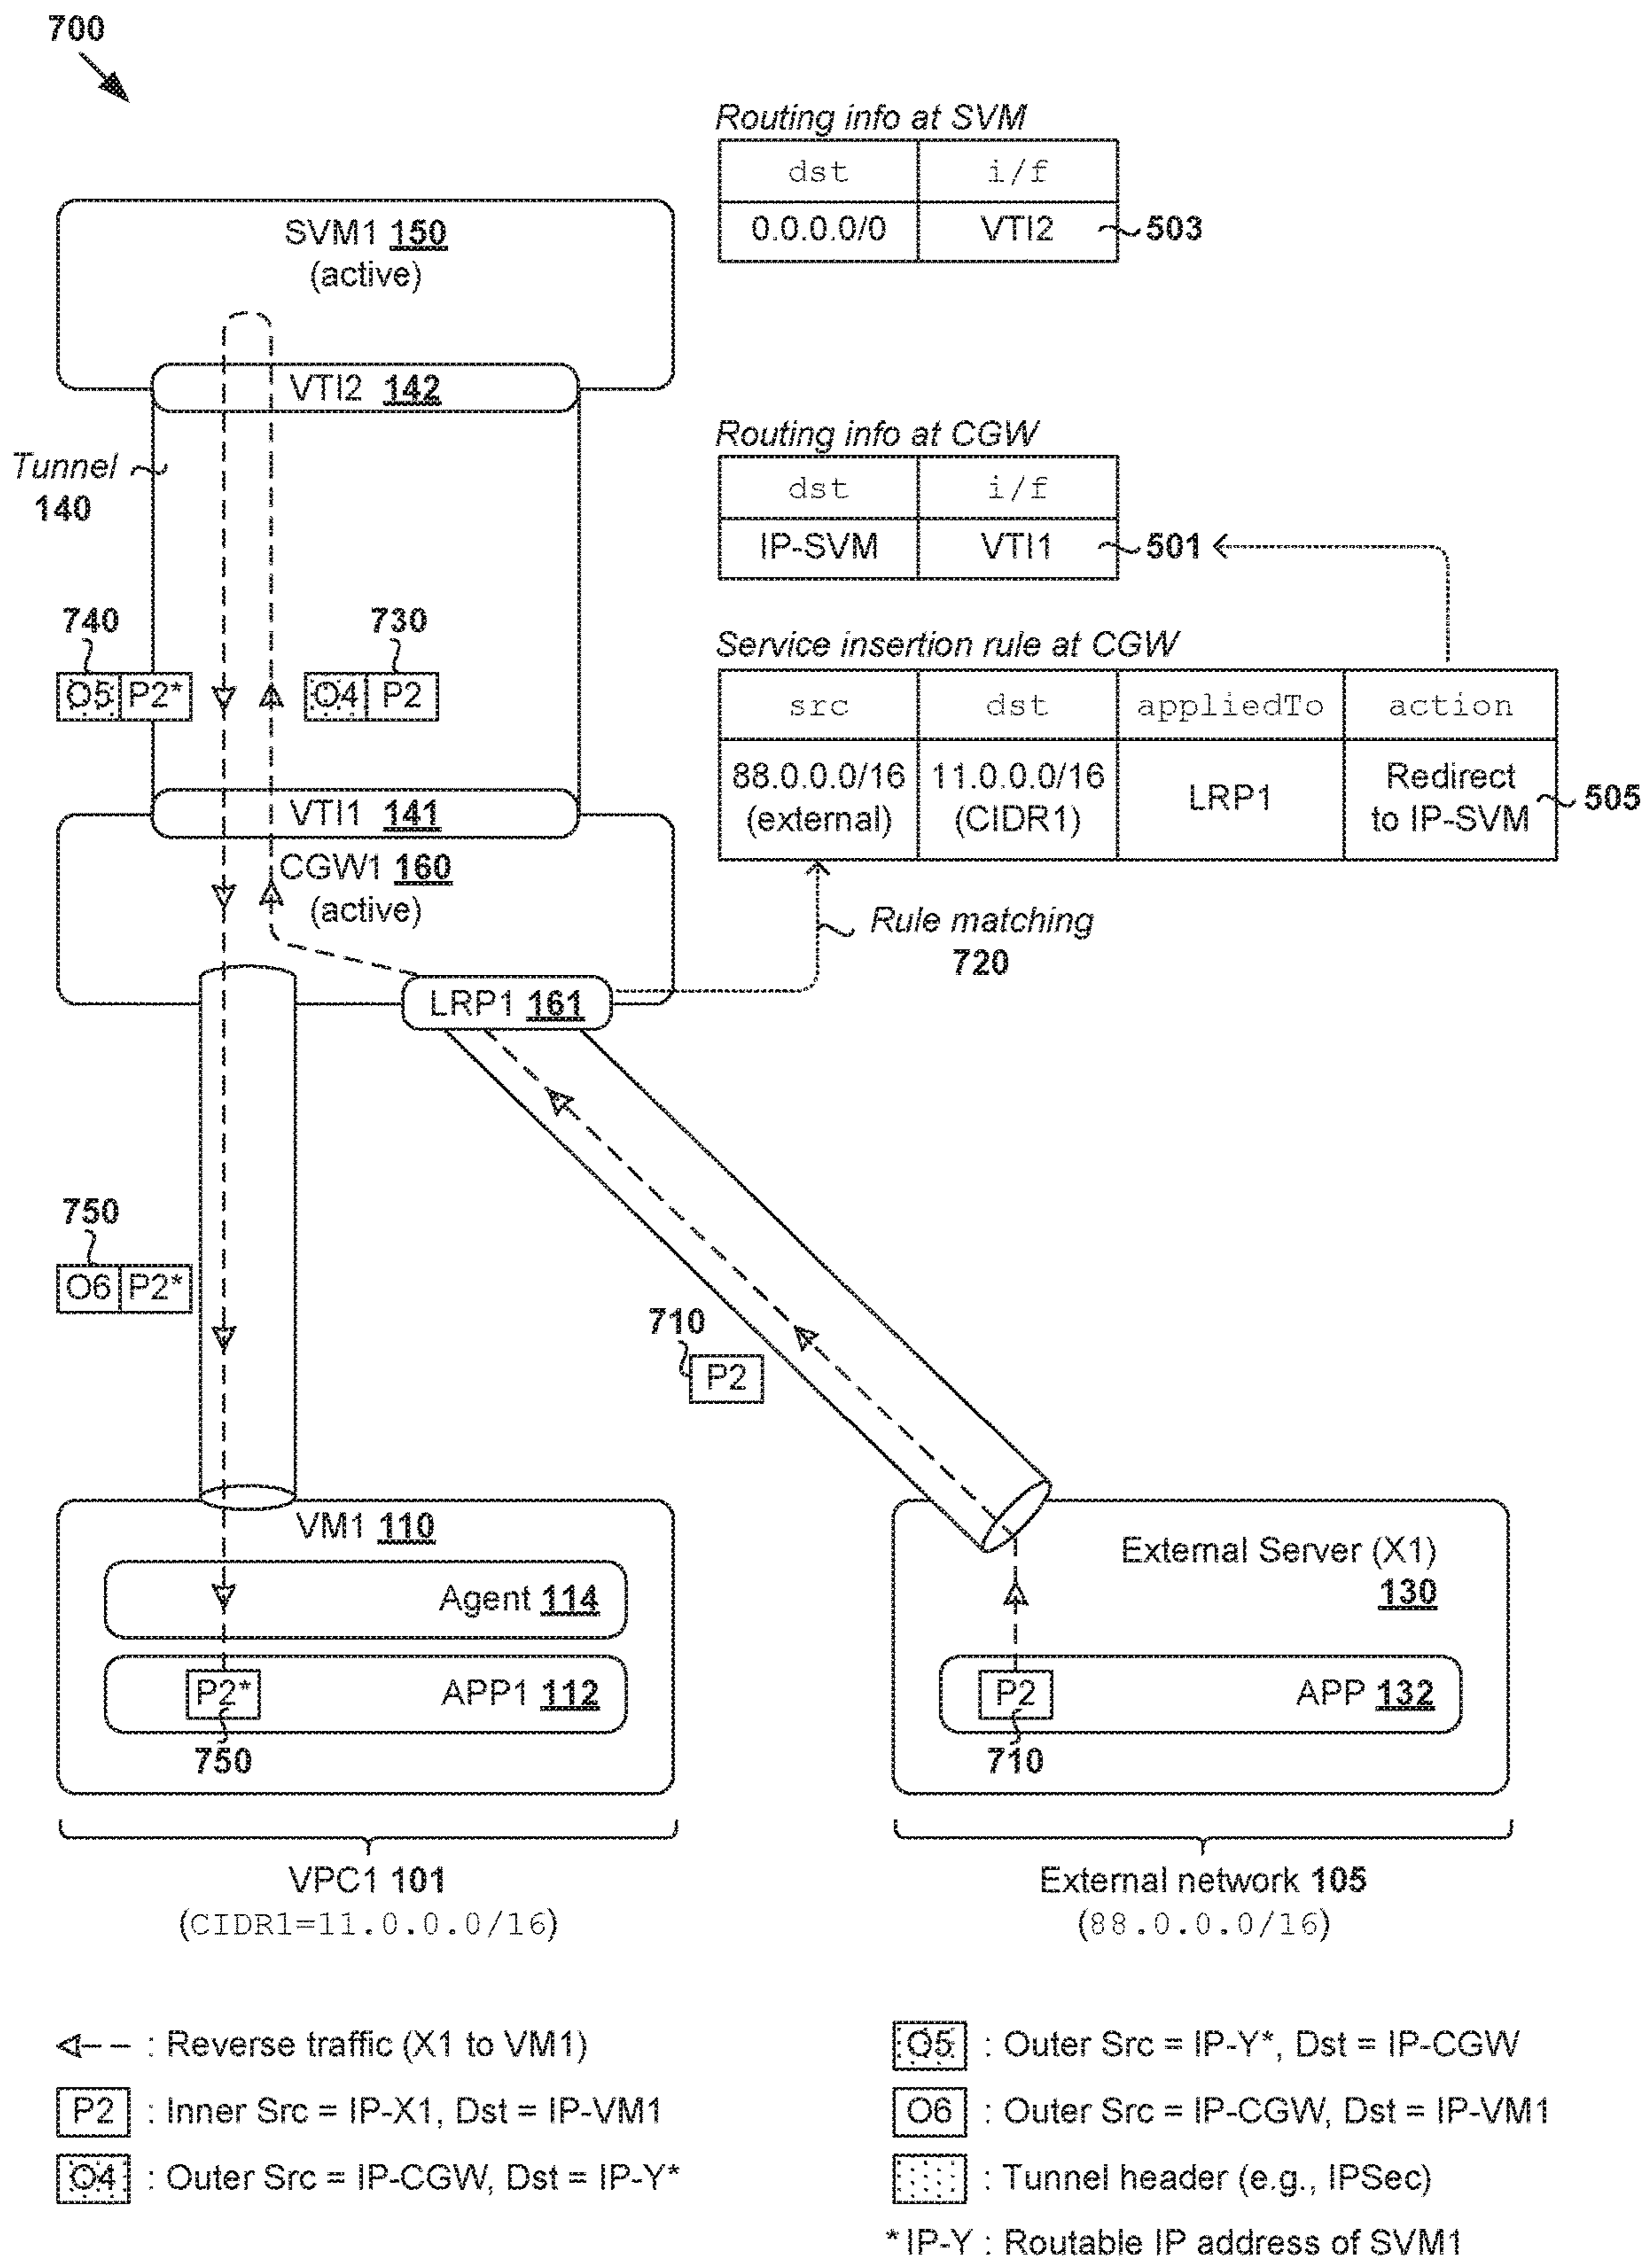 700
Routing info at SVM
dst i/f
0.0.0.0/0 VTI2 503
SVM1 150
(active)
VTI2 142
Tunnel
140
Routing info at CGW
dst i/f
IP-SVM VTI1 501
740 730
O5 P2* O4 P2
Service insertion rule at CGW
src dst appliedTo action
88.0.0.0/16 11.0.0.0/16 LRP1 Redirect
(external) (CIDR1) to IP-SVM 505
VTI1 141
CGW1 160
(active)
Rule matching
720
LRP1 161
750
O6 P2*
710
P2
VM1 110
Agent 114
P2* APP1 112
750
External Server (X1)
130
P2 APP 132
710
VPC1 101
(CIDR1=11.0.0.0/16)
External network 105
(88.0.0.0/16)
: Reverse traffic (X1 to VM1)
P2 : Inner Src = IP-X1, Dst = IP-VM1
O4 : Outer Src = IP-CGW, Dst = IP-Y*
O5 : Outer Src = IP-Y*, Dst = IP-CGW
O6 : Outer Src = IP-CGW, Dst = IP-VM1
: Tunnel header (e.g., IPSec)
* IP-Y : Routable IP address of SVM1